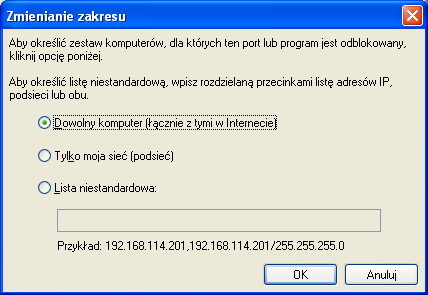 Zmienianie zakresu
Aby określić zestaw komputerów, dla których ten port lub program jest odblokowany,
kliknij opcję poniżej.
Aby określić listę niestandardową, wpisz rozdzielaną przecinkami listę adresów IP,
podsieci lub obu.
Dowolny komputer (łącznie z tymi w Internecie)
Tylko moja sieć (podsieć)
Lista niestandardowa:
Przykład: 192.168.114.201,192.168.114.201/255.255.255.0
OK
Anuluj